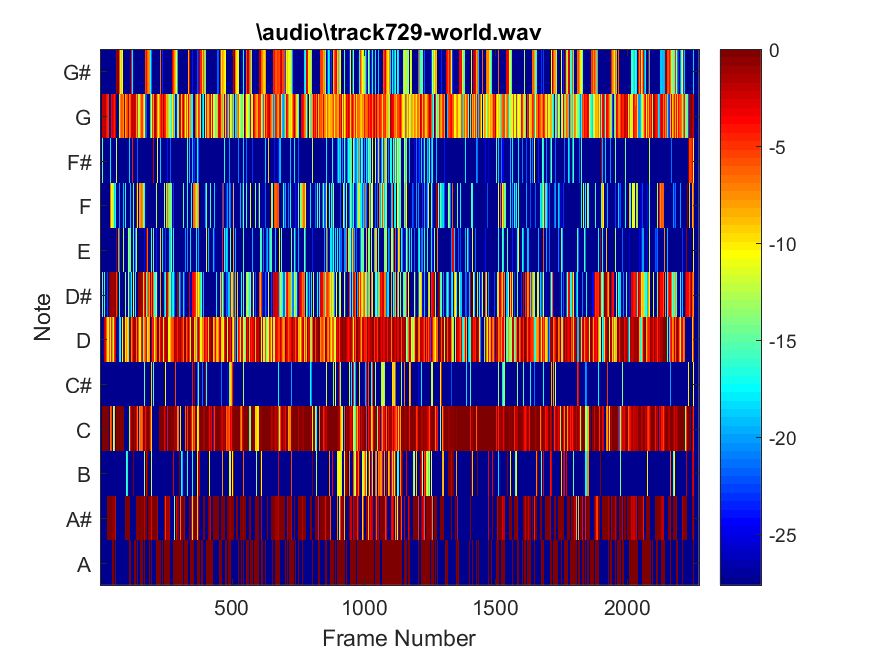 \audio\track729-world.wav
G#
G
F#
F
E
D#
D
C#
C
B
A#
A
Note
500
1000
1500
2000
Frame Number
0
-5
-10
-15
-20
-25